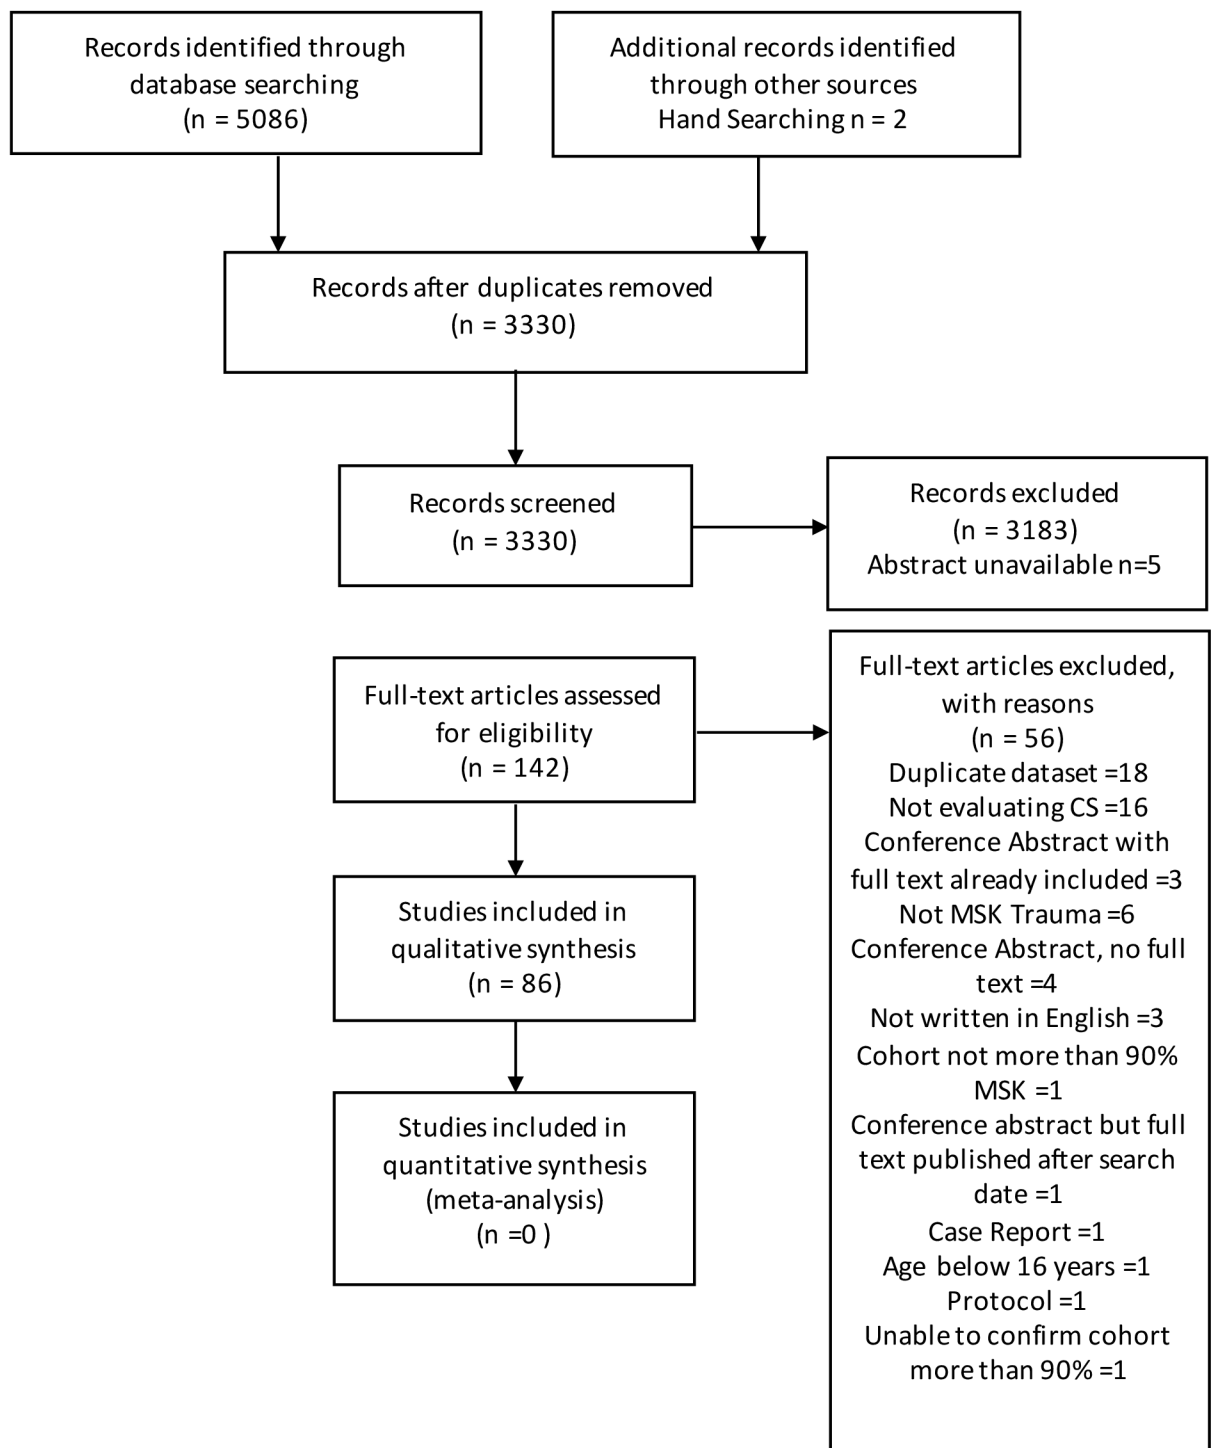 Records identified through
database searching
(n = 5086)
Additional records identified
through other sources
Hand Searching n = 2
Records after duplicates removed
(n = 3330)
Records screened
(n = 3330)
Records excluded
(n = 3183)
Abstract unavailable n=5
Full-text articles assessed
for eligibility
(n = 142)
Full-text articles excluded,
with reasons
(n = 56)
Duplicate dataset =18
Not evaluating CS =16
Conference Abstract with
full text already included =3
Not MSK Trauma =6
Conference Abstract, no full
text =4
Not written in English =3
Cohort not more than 90%
MSK =1
Conference abstract but full
text published after search
date =1
Case Report =1
Age below 16 years =1
Protocol =1
Unable to confirm cohort
more than 90% =1
Studies included in
qualitative synthesis
(n = 86)
Studies included in
quantitative synthesis
(meta-analysis)
(n =0 )